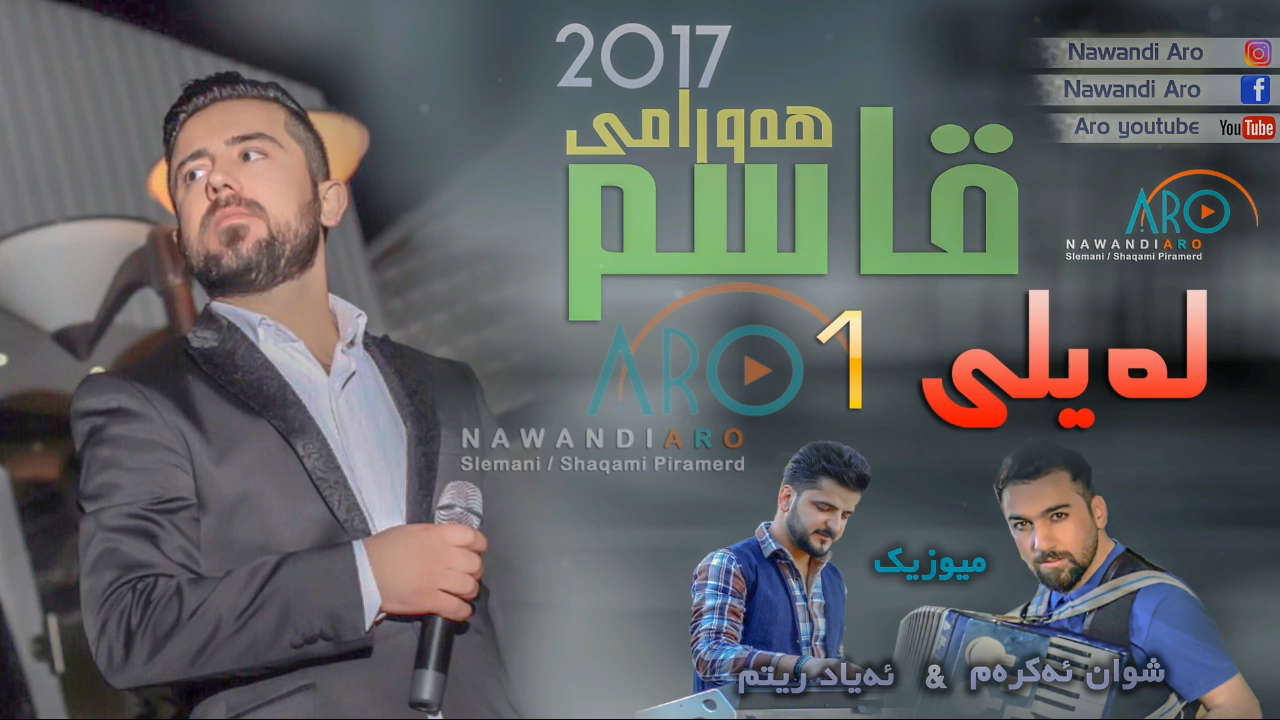 2017
Nawandi Aro
Nawandi Aro
Aro youtube YouTube
هەورامی
قاسم
ARO
NAWANDIARO
Slemani / Shaqami Piramerd
لەیلی 1
ARO
NAWANDIARO
Slemani / Shaqami Piramerd
میوزیک
شوان ئەکرەم & ئەیاد ریتم